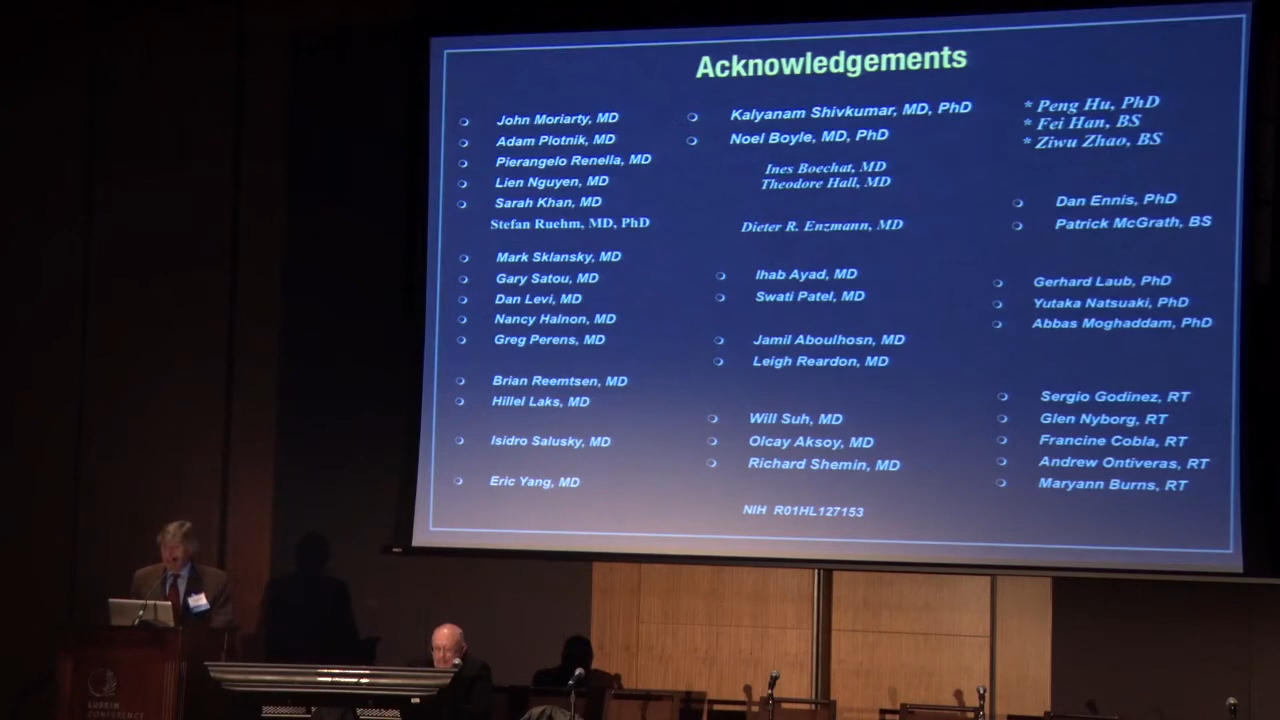 Acknowledgements
John Moriarty, MD
Adam Plotnik, MD
Pierangelo Renella, MD
Lien Nguyen, MD
Sarah Khan, MD
Stefan Ruehm, MD, PhD
Mark Sklansky, MD
Gary Satou, MD
Dan Levi, MD
Nancy Halnon, MD
Greg Perens, MD
Brian Reemtsen, MD
Hillel Laks, MD
Isidro Salusky, MD
Eric Yang, MD
Kalyanam Shivkumar, MD, PhD
Noel Boyle, MD, PhD
Ines Boechat, MD
Theodore Hall, MD
Dieter R. Enzmann, MD
Ihab Ayad, MD
Swati Patel, MD
Jamil Aboulhosn, MD
Leigh Reardon, MD
Will Suh, MD
Olcay Aksoy, MD
Richard Shemin, MD
NIH R01HL127153
* Peng Hu, PhD
* Fei Han, BS
* Ziwu Zhao, BS
Dan Ennis, PhD
Patrick McGrath, BS
Gerhard Laub, PhD
Yutaka Natsuaki, PhD
Abbas Moghaddam, PhD
Sergio Godinez, RT
Glen Nyborg, RT
Francine Cobla, RT
Andrew Ontiveras, RT
Maryann Burns, RT
LUSKIN
CONFERENCE